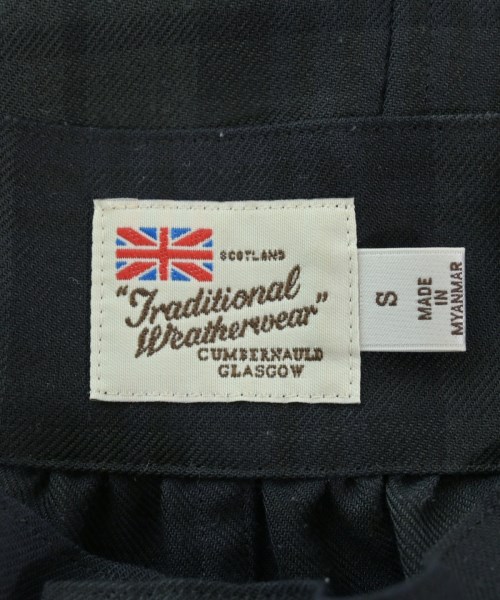 SCOTLAND
"Traditional
Weatherwear"
CUMBERNAULD
GLASGOW
S
MADE
IN
MYANMAR